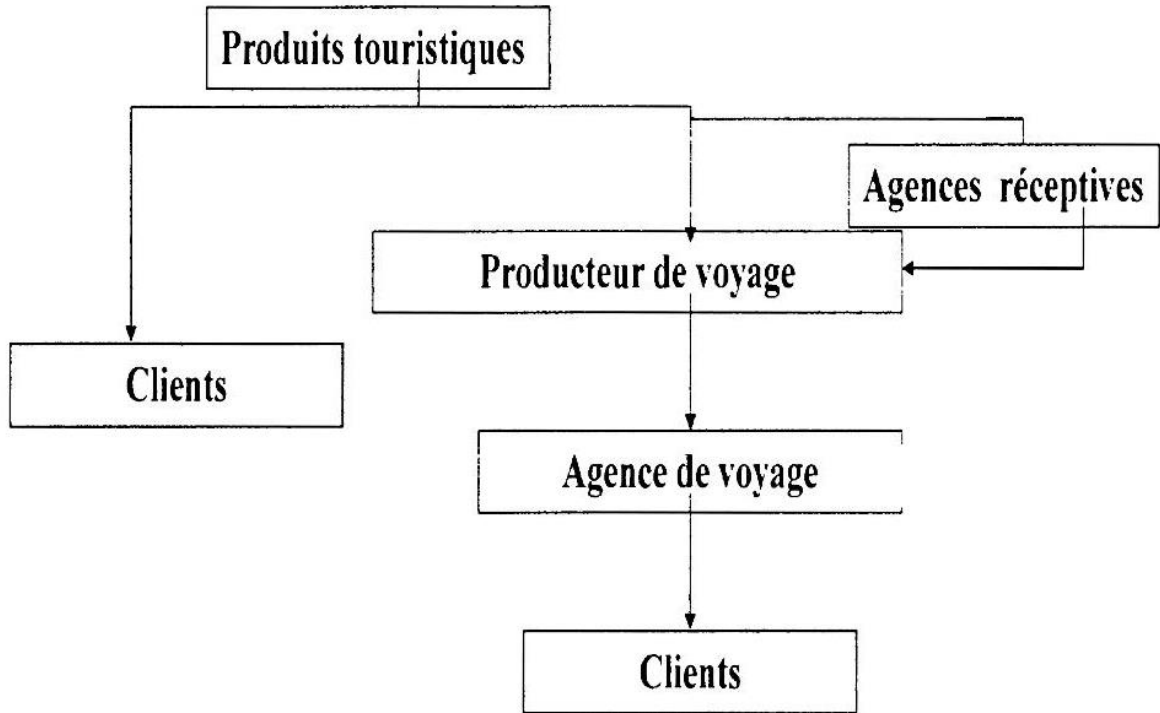 Produits touristiques
Agences réceptives
Producteur de voyage
Clients
Agence de voyage
Clients